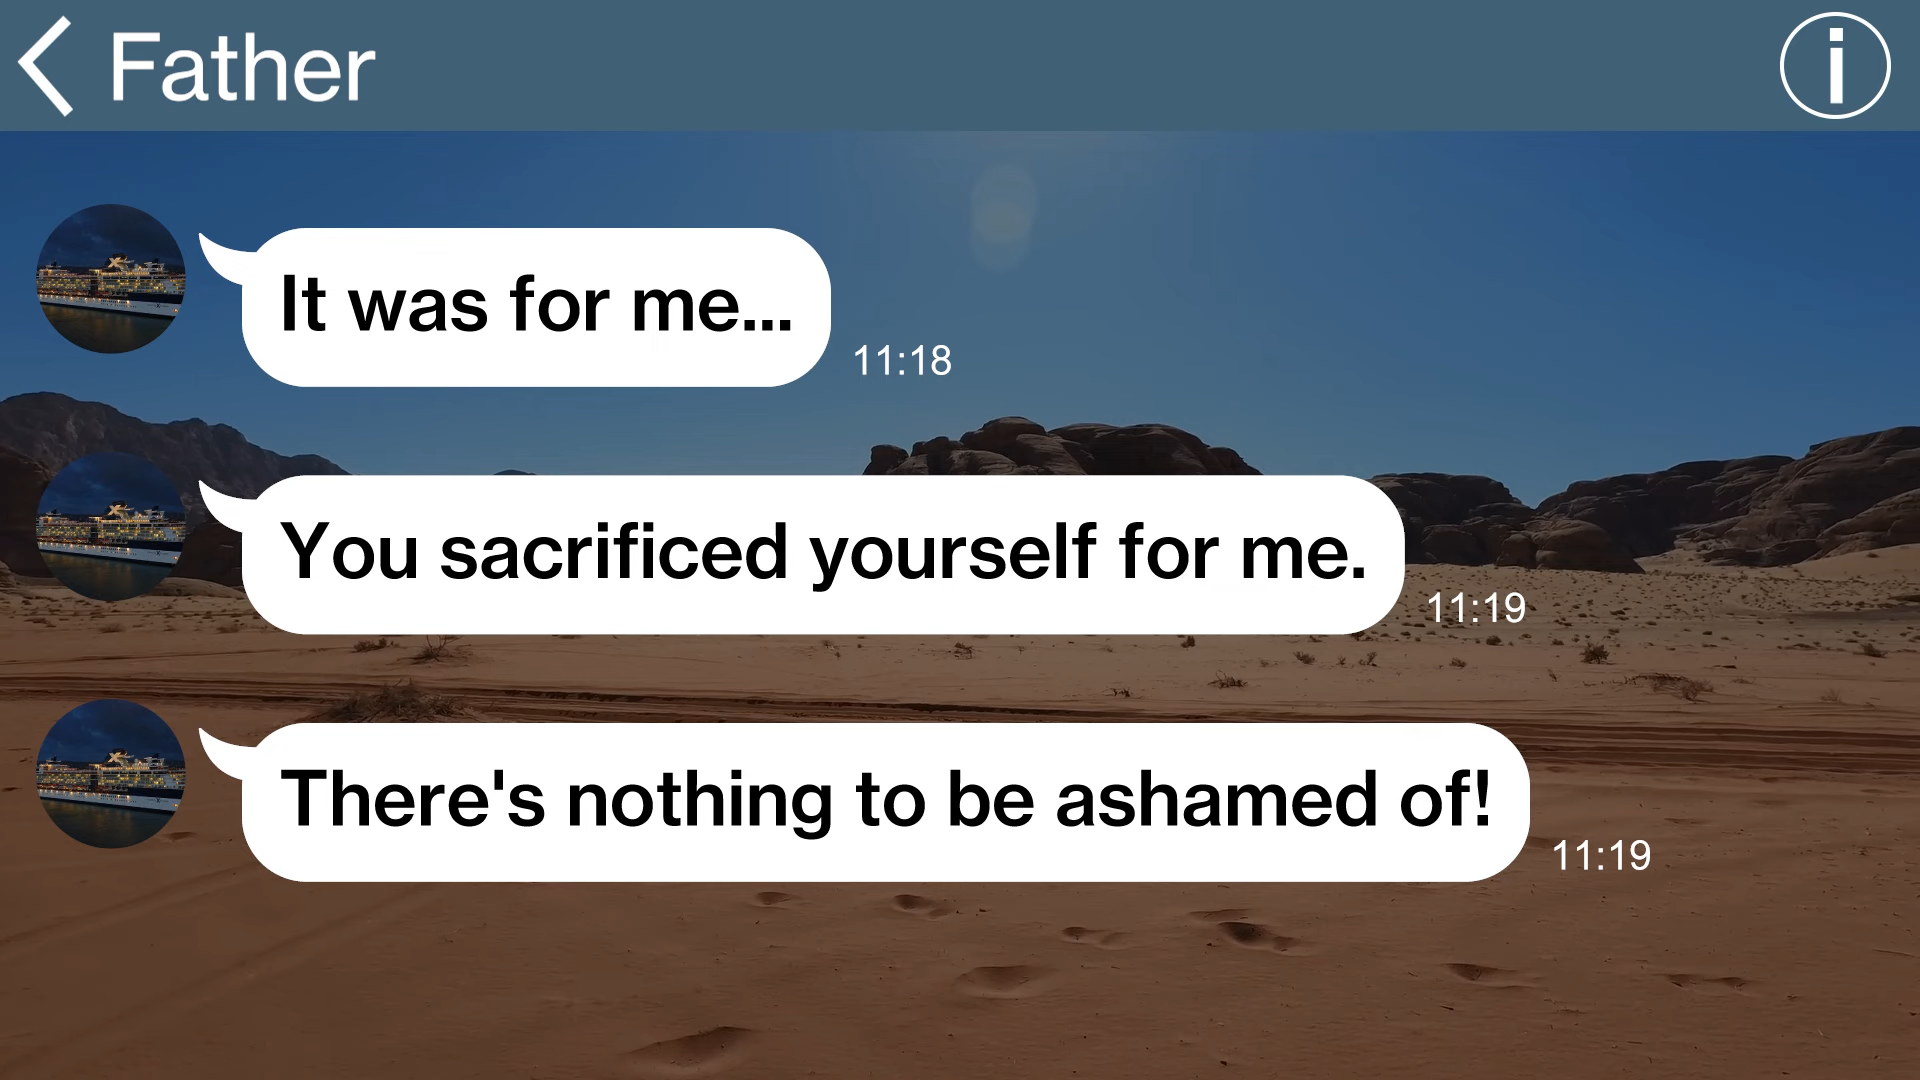 Father
It was for me...
11:18
You sacrificed yourself for me.
11:19
There's nothing to be ashamed of!
11:19